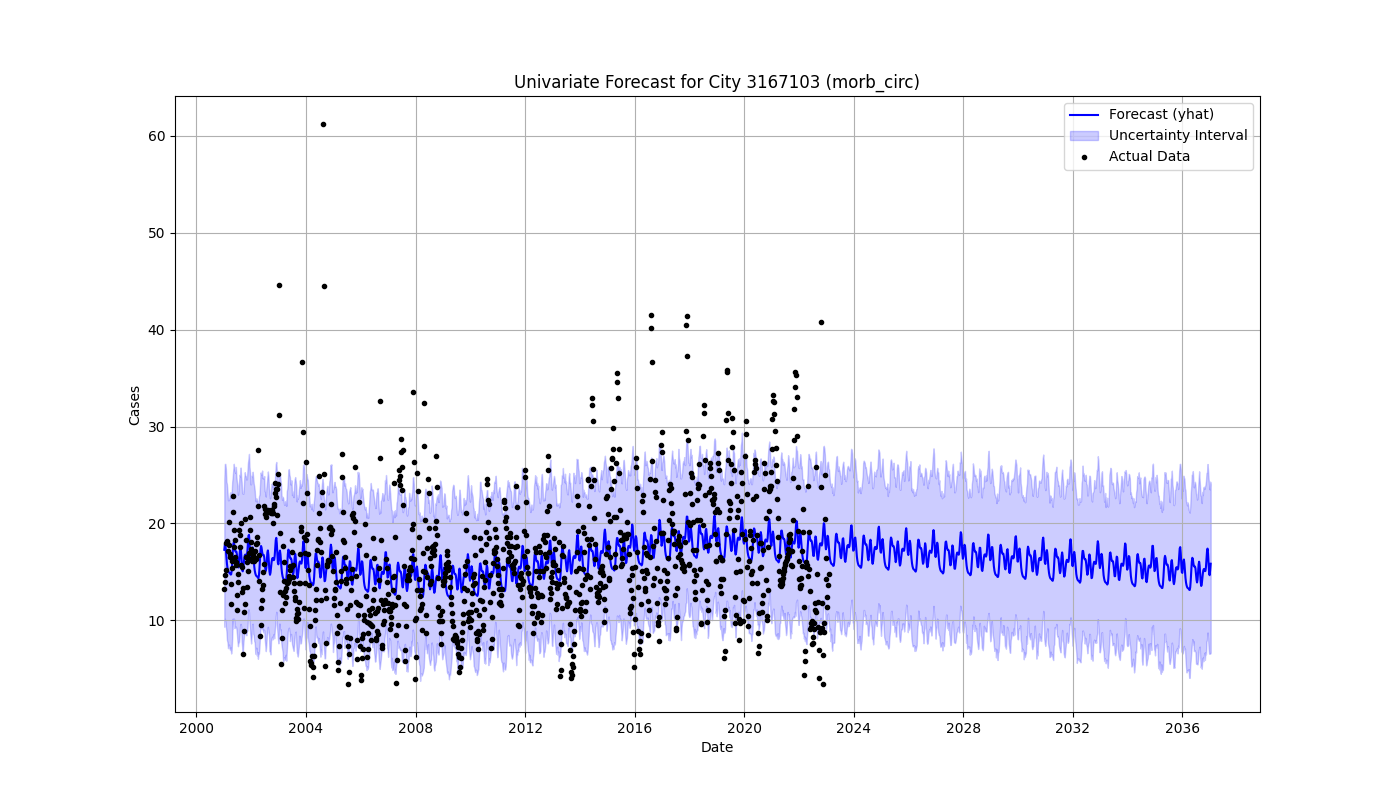 Univariate Forecast for City 3167103 (morb_circ)
Forecast (yhat)
Uncertainty Interval
Actual Data
60
50
40
30
20
10
Cases
2000 2004 2008 2012 2016 2020 2024 2028 2032 2036
Date